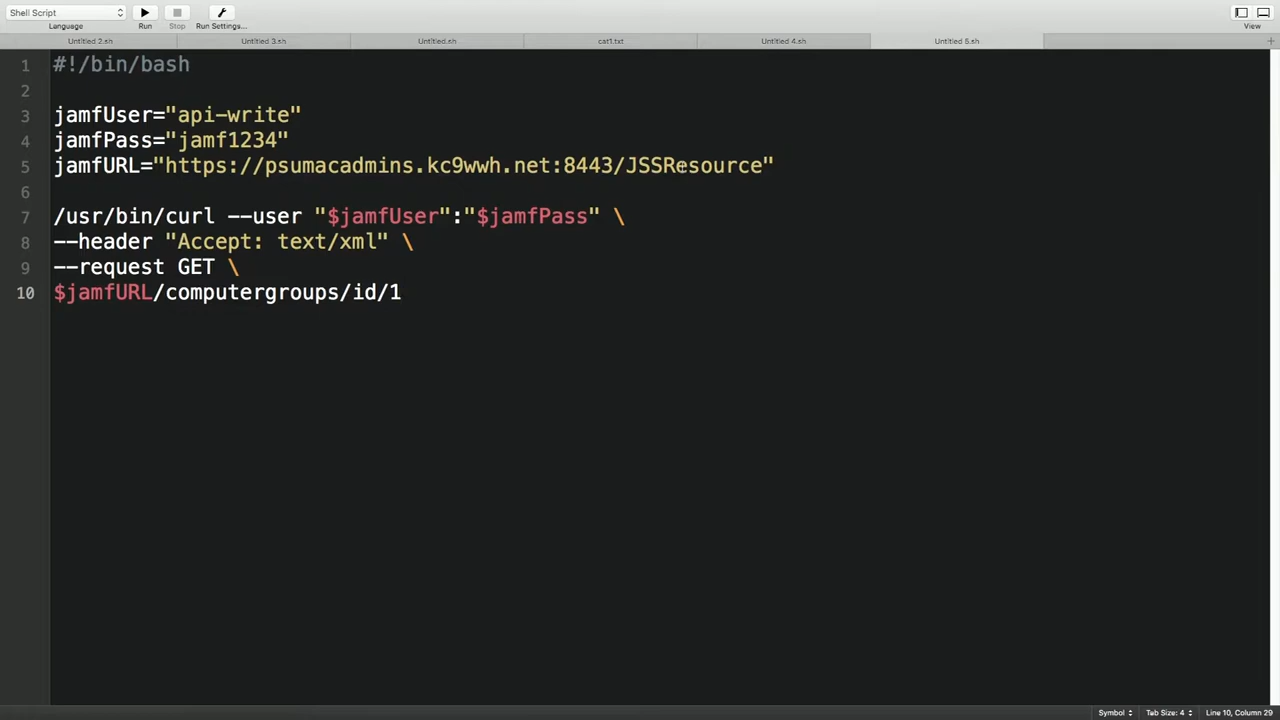 Shell Script
Language
Run
Stop
Run Settings...
View
Untitled 2.sh
Untitled 3.sh
Untitled.sh
cat1.txt
Untitled 4.sh
Untitled 5.sh
+
1 #!/bin/bash
2
3 jamfUser="api-write"
4 jamfPass="jamf1234"
5 jamfURL="https://psumacadmins.kc9wwh.net:8443/JSSResource"
6
7 /usr/bin/curl --user "$jamfUser":"$jamfPass" \
8 --header "Accept: text/xml" \
9 --request GET \
10 $jamfURL/computergroups/id/1
Symbol
Tab Size: 4
Line 10, Column 29